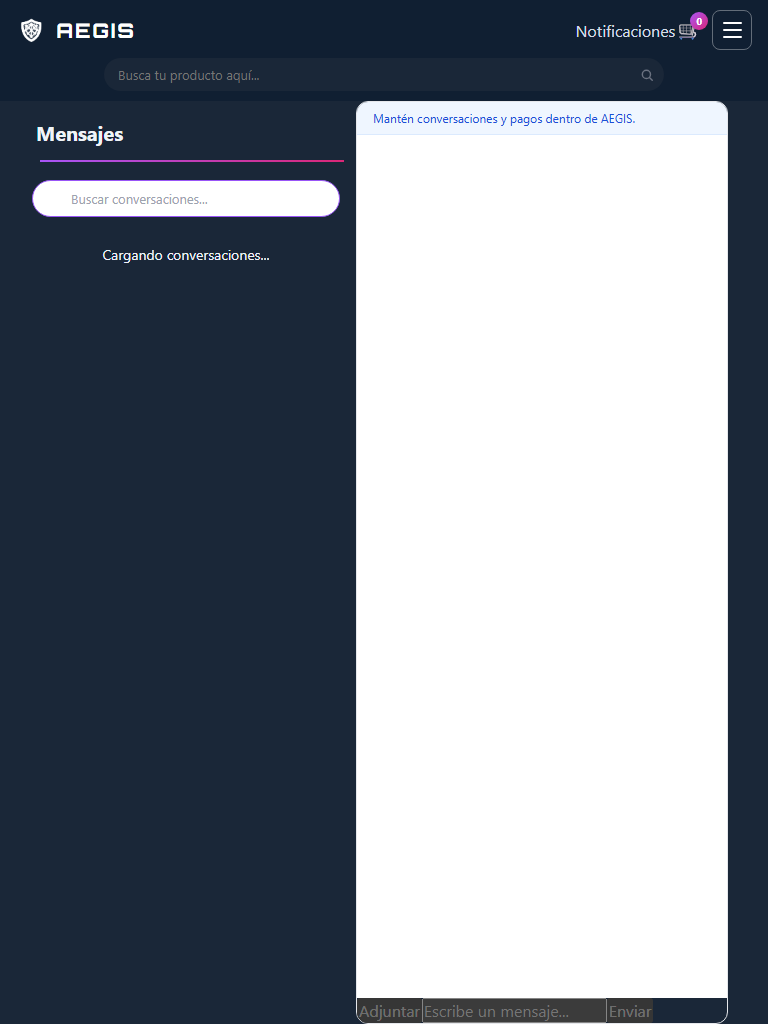 AEGIS
Notificaciones
0
Busca tu producto aquí...
Mensajes
Buscar conversaciones...
Cargando conversaciones...
Mantén conversaciones y pagos dentro de AEGIS.
Adjuntar Escribe un mensaje... Enviar